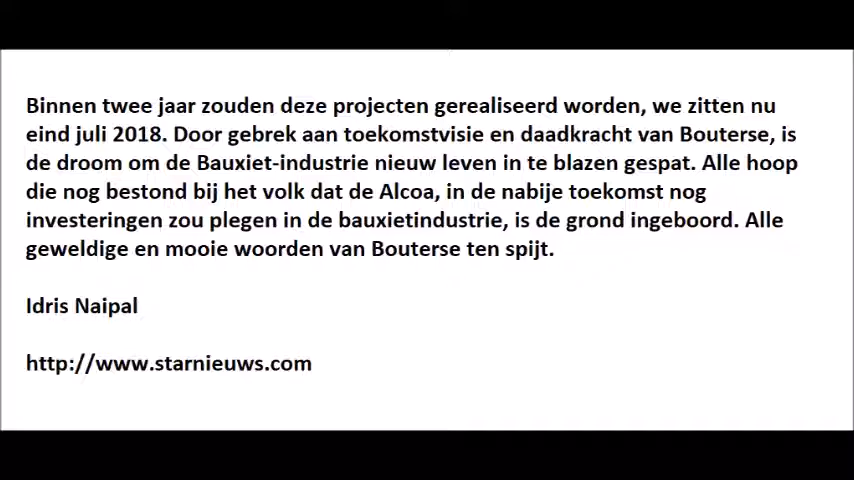 Binnen twee jaar zouden deze projecten gerealiseerd worden, we zitten nu
eind juli 2018. Door gebrek aan toekomstvisie en daadkracht van Bouterse, is
de droom om de Bauxiet-industrie nieuw leven in te blazen gespat. Alle hoop
die nog bestond bij het volk dat de Alcoa, in de nabije toekomst nog
investeringen zou plegen in de bauxietindustrie, is de grond ingeboord. Alle
geweldige en mooie woorden van Bouterse ten spijt.
Idris Naipal
http://www.starnieuws.com